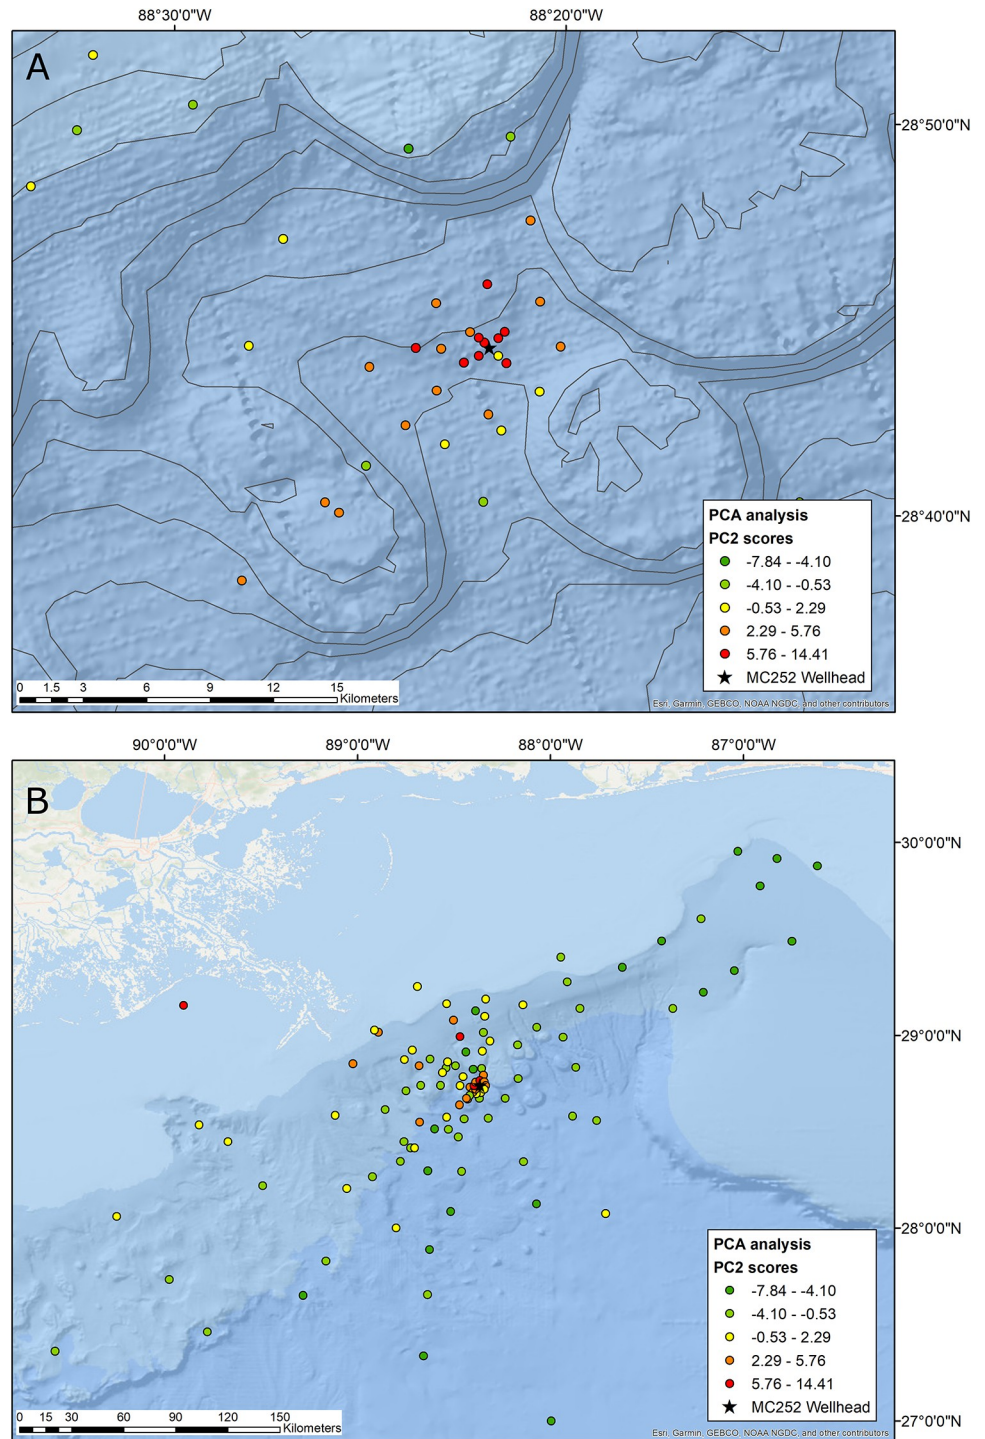 88°30'0"W 88°20'0"W
A
28°50'0"N
28°40'0"N
PCA analysis
PC2 scores
-7.84 - -4.10
-4.10 - -0.53
-0.53 - 2.29
2.29 - 5.76
5.76 - 14.41
MC252 Wellhead
0 1.5 3 6 9 12 15
Kilometers
Esri, Garmin, GEBCO, NOAA NGDC, and other contributors
90°0'0"W 89°0'0"W 88°0'0"W 87°0'0"W
B
30°0'0"N
29°0'0"N
28°0'0"N
PCA analysis
PC2 scores
-7.84 - -4.10
-4.10 - -0.53
-0.53 - 2.29
2.29 - 5.76
5.76 - 14.41
MC252 Wellhead
0 15 30 60 90 120 150
Kilometers
27°0'0"N
Esri, Garmin, GEBCO, NOAA NGDC, and other contributors